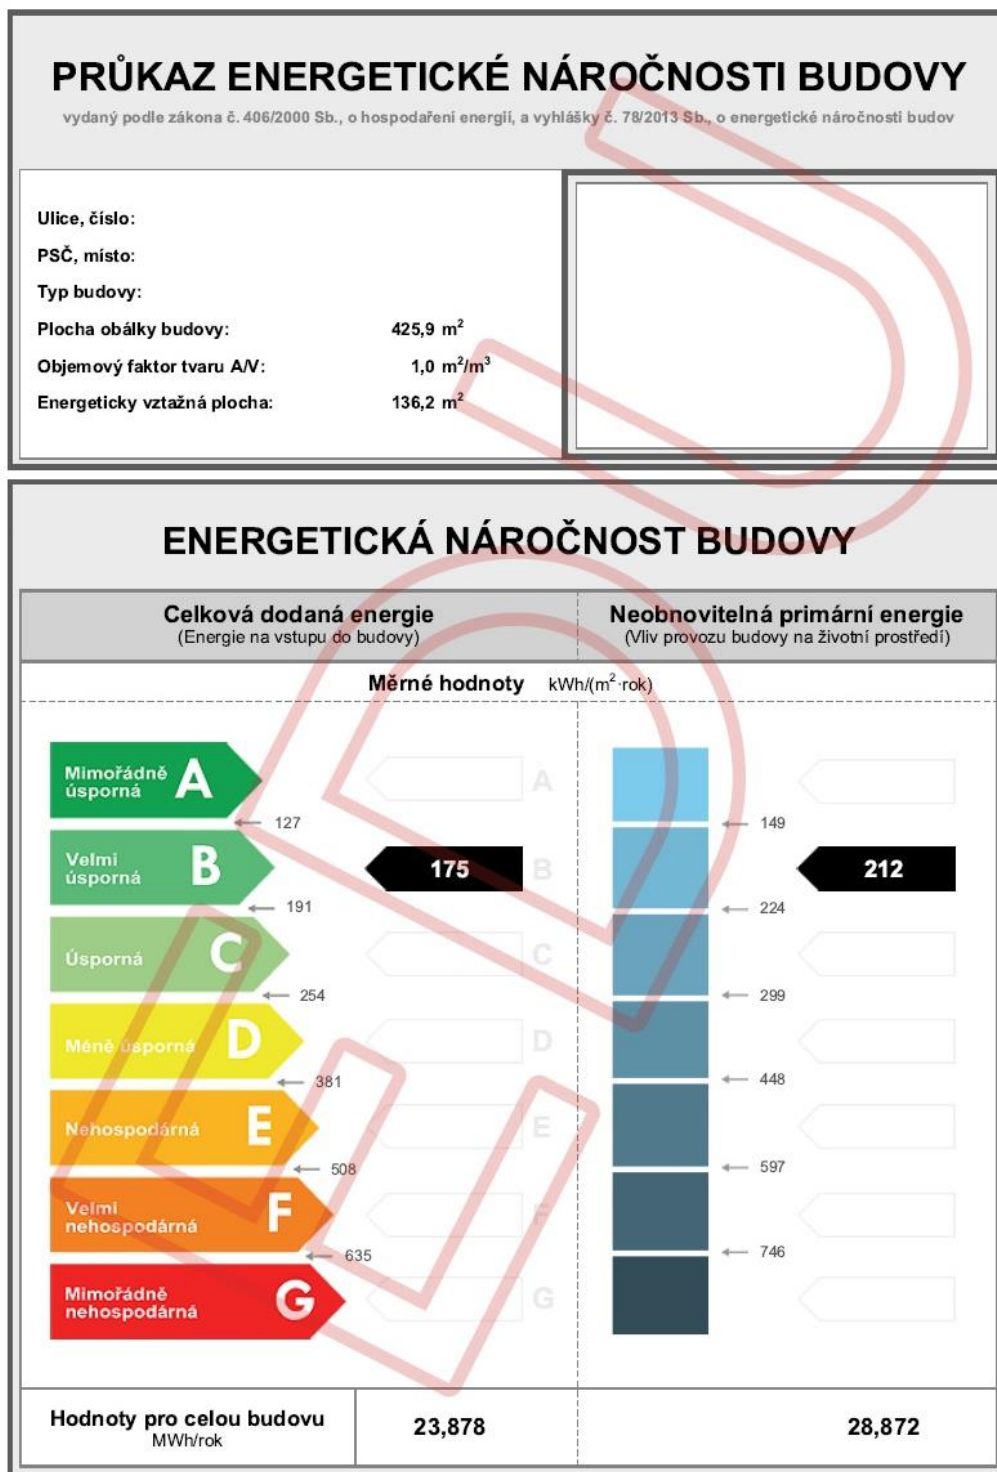 PRŮKAZ ENERGETICKÉ NÁROČNOSTI BUDOVY
vydaný podle zákona č. 406/2000 Sb., o hospodaření energií, a vyhlášky č. 78/2013 Sb., o energetické náročnosti budov
Ulice, číslo:
PSČ, místo:
Typ budovy:
Plocha obálky budovy: 425,9 m²
Objemový faktor tvaru A/V: 1,0 m²/m³
Energeticky vztažná plocha: 136,2 m²
ENERGETICKÁ NÁROČNOST BUDOVY
Celková dodaná energie
(Energie na vstupu do budovy)
Neobnovitelná primární energie
(Vliv provozu budovy na životní prostředí)
Měrné hodnoty kWh/(m²·rok)
Mimořádně
úsporná A A
127 149
Velmi
úsporná B 175 B 212
191 224
Úsporná C C
254 299
Méně úsporná D D
381 448
Nehospodárná E E
508 597
Velmi
nehospodárná F F
635 746
Mimořádně
nehospodárná G G
Hodnoty pro celou budovu
MWh/rok
23,878 28,872
EDU